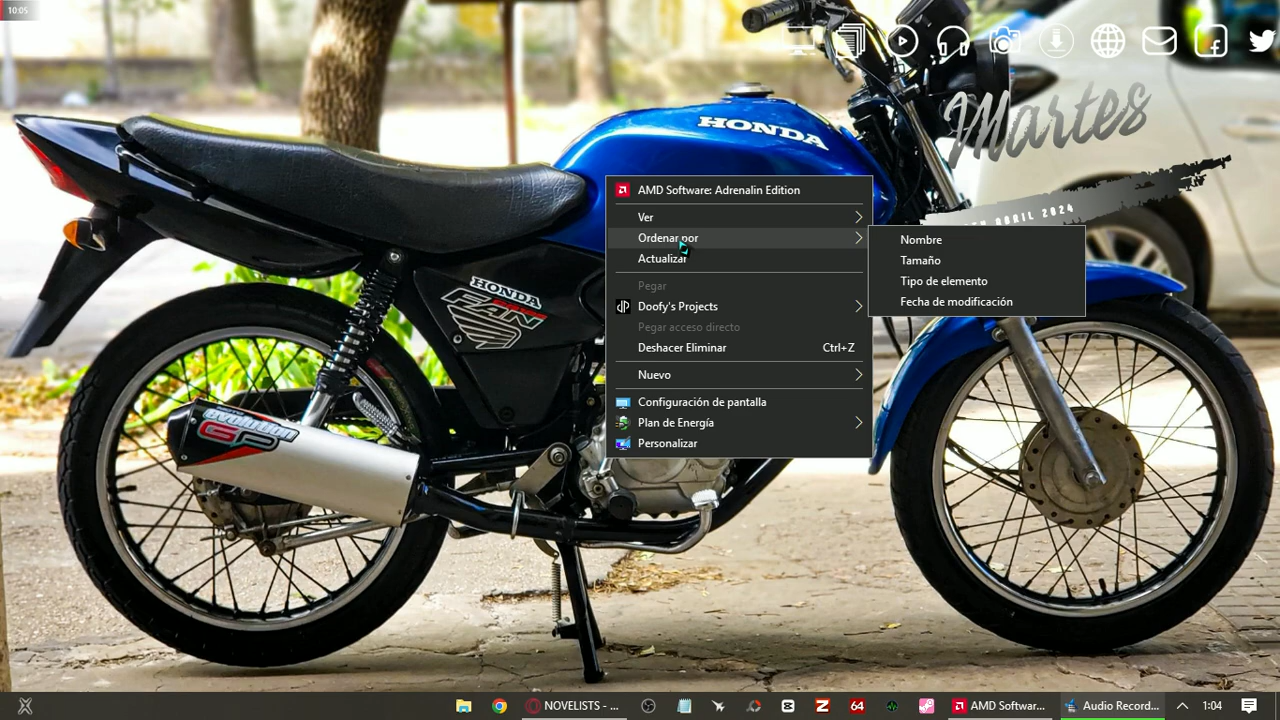 10:05
Martes
ABRIL 2024
HONDA
AMD Software: Adrenalin Edition
Ver
Ordenar por
Actualizar
Pegar
Doofy's Projects
Pegar acceso directo
Deshacer Eliminar Ctrl+Z
Nuevo
Configuración de pantalla
Plan de Energía
Personalizar
Nombre
Tamaño
Tipo de elemento
Fecha de modificación
HONDA
FAN
evolution
GP
NOVELISTS - ...
64
AMD Softwar...
Audio Record...
1:04